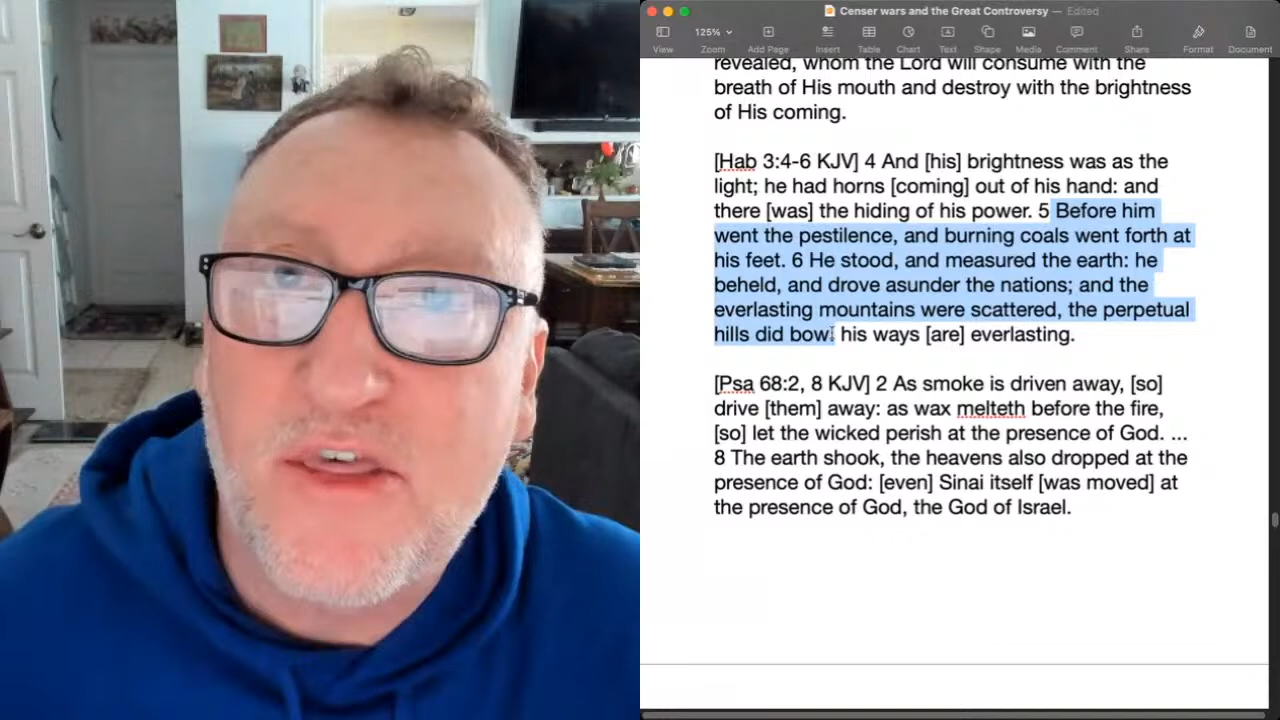 Censer wars and the Great Controversy — Edited
125%
View
Zoom
Add Page
Insert
Table
Chart
Text
Shape
Media
Comment
Share
Format
Document
revealed, whom the Lord will consume with the
breath of His mouth and destroy with the brightness
of His coming.
[Hab 3:4-6 KJV] 4 And [his] brightness was as the
light; he had horns [coming] out of his hand: and
there [was] the hiding of his power. 5 Before him
went the pestilence, and burning coals went forth at
his feet. 6 He stood, and measured the earth: he
beheld, and drove asunder the nations; and the
everlasting mountains were scattered, the perpetual
hills did bow: his ways [are] everlasting.
[Psa 68:2, 8 KJV] 2 As smoke is driven away, [so]
drive [them] away: as wax melteth before the fire,
[so] let the wicked perish at the presence of God. ...
8 The earth shook, the heavens also dropped at the
presence of God: [even] Sinai itself [was moved] at
the presence of God, the God of Israel.